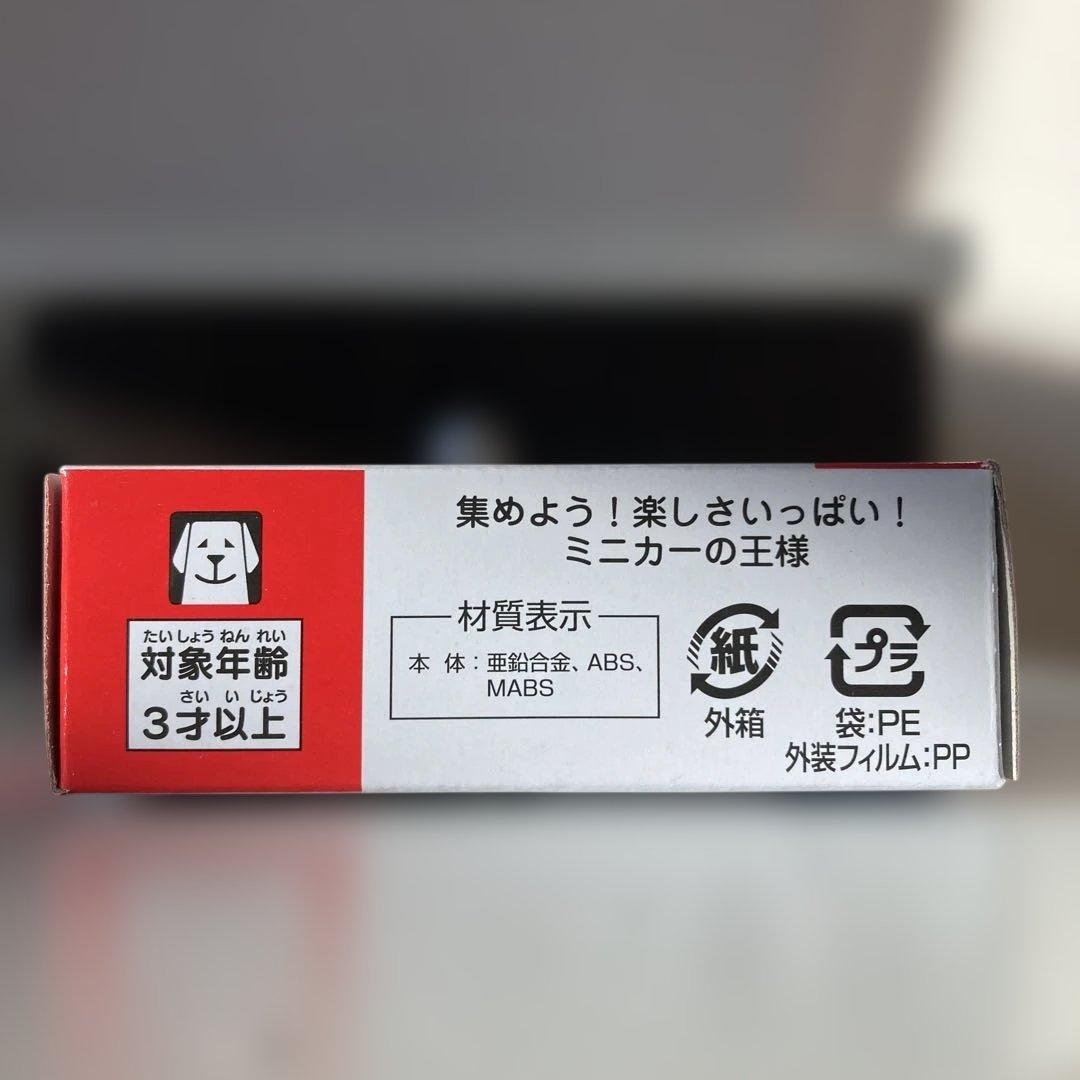 集めよう！楽しさいっぱい！
ミニカーの王様
たいしょうねんれい
対象年齢
さいいじょう
3才以上
材質表示
本体：亜鉛合金、ABS、
MABS
紙
外箱
プラ
袋：PE
外装フィルム：PP